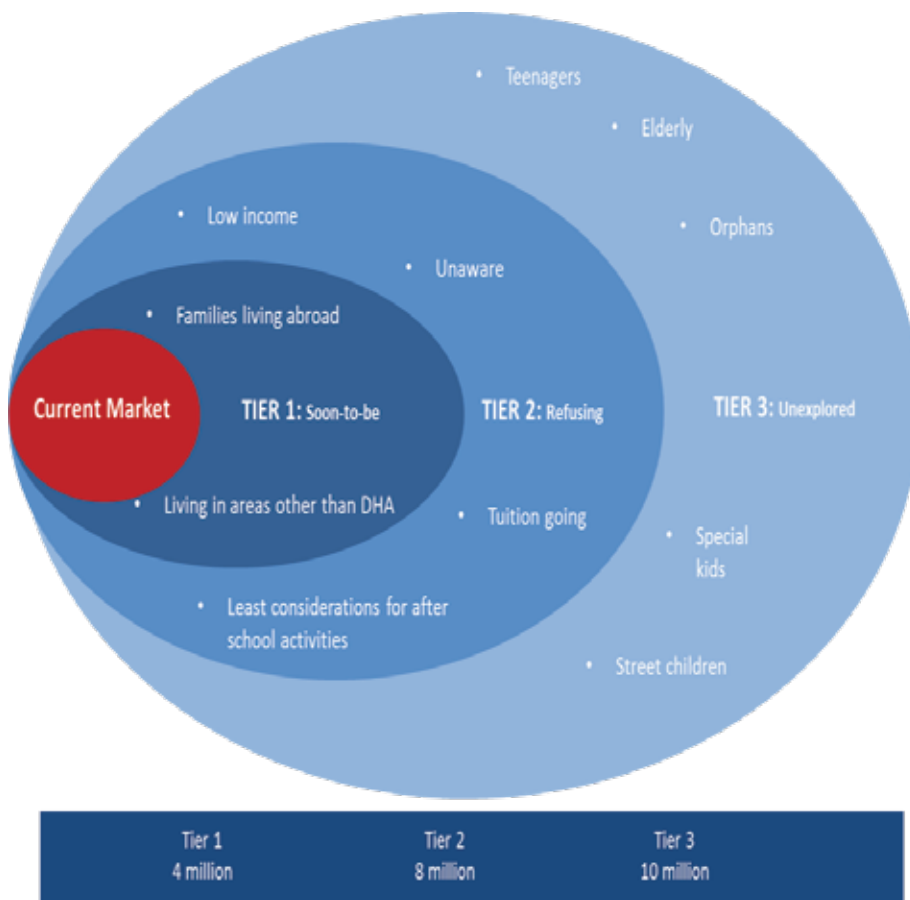 • Teenagers
• Elderly
• Low income
• Orphans
• Unaware
• Families living abroad
Current Market
TIER 1: Soon-to-be
TIER 2: Refusing
TIER 3: Unexplored
• Living in areas other than DHA
• Tuition going
• Special
kids
• Least considerations for after
school activities
• Street children
Tier 1
4 million
Tier 2
8 million
Tier 3
10 million